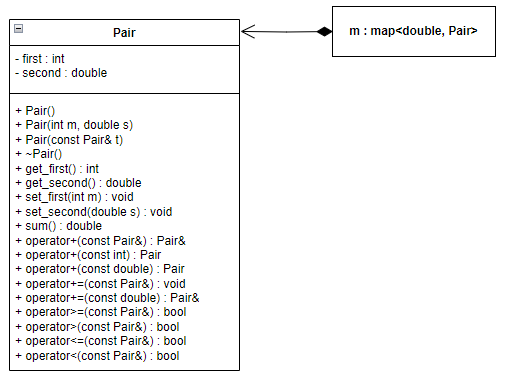 Pair
m : map<double, Pair>
- first : int
- second : double
+ Pair()
+ Pair(int m, double s)
+ Pair(const Pair& t)
+ ~Pair()
+ get_first() : int
+ get_second() : double
+ set_first(int m) : void
+ set_second(double s) : void
+ sum() : double
+ operator+(const Pair&) : Pair&
+ operator+(const int) : Pair
+ operator+(const double) : Pair
+ operator+=(const Pair&) : void
+ operator+=(const double) : Pair&
+ operator>=(const Pair&) : bool
+ operator>(const Pair&) : bool
+ operator<=(const Pair&) : bool
+ operator<(const Pair&) : bool